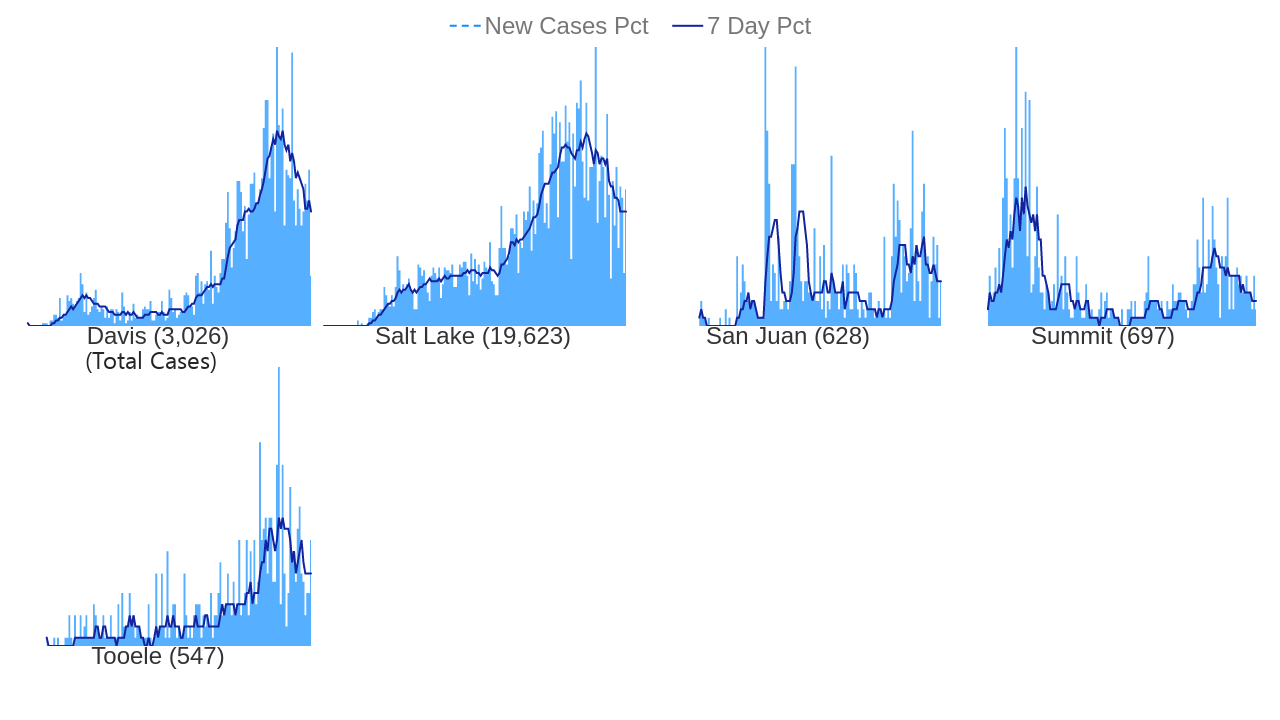 New Cases Pct 7 Day Pct
Davis (3,026)
(Total Cases)
Salt Lake (19,623)
San Juan (628)
Summit (697)
Tooele (547)